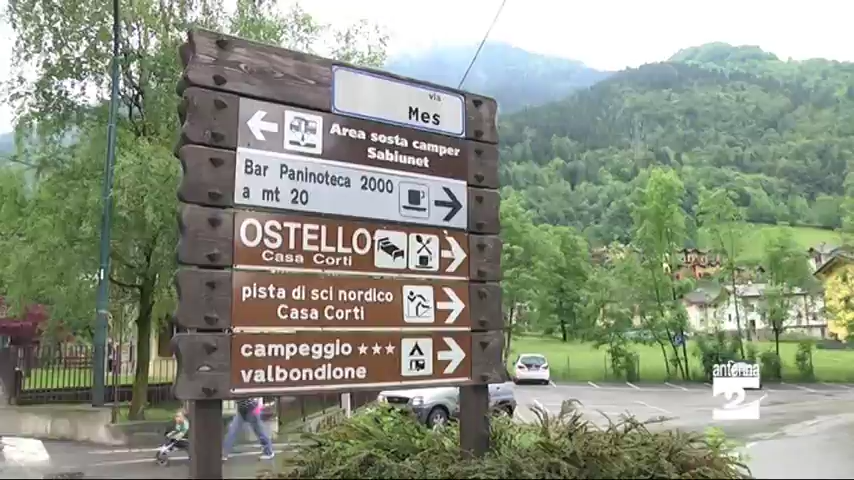 via
Mes
Area sosta camper
Sabiunet
Bar Paninoteca 2000
a mt 20
OSTELLO
Casa Corti
pista di sci nordico
Casa Corti
campeggio ★★★
valbondione
antenna
2